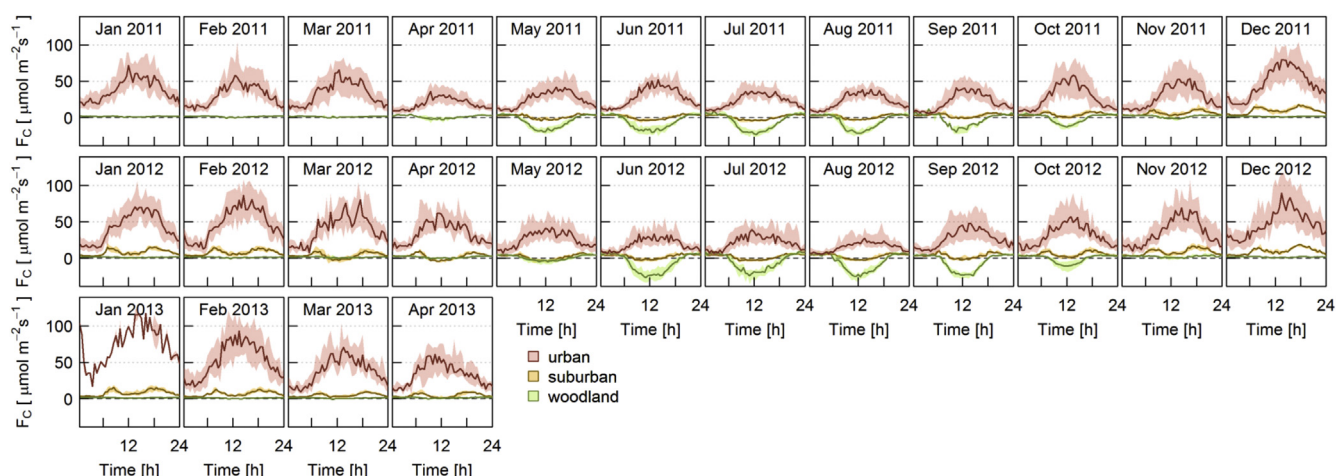 Jan 2011 Feb 2011 Mar 2011 Apr 2011 May 2011 Jun 2011 Jul 2011 Aug 2011 Sep 2011 Oct 2011 Nov 2011 Dec 2011
100
50
0
F_C [ μmol m⁻²s⁻¹ ]
Jan 2012 Feb 2012 Mar 2012 Apr 2012 May 2012 Jun 2012 Jul 2012 Aug 2012 Sep 2012 Oct 2012 Nov 2012 Dec 2012
100
50
0
F_C [ μmol m⁻²s⁻¹ ]
12 24 12 24 12 24 12 24 12 24 12 24 12 24 12 24
Time [h] Time [h] Time [h] Time [h] Time [h] Time [h] Time [h] Time [h]
Jan 2013 Feb 2013 Mar 2013 Apr 2013
100
50
0
F_C [ μmol m⁻²s⁻¹ ]
12 24 12 24 12 24 12 24
Time [h] Time [h] Time [h] Time [h]
urban
suburban
woodland